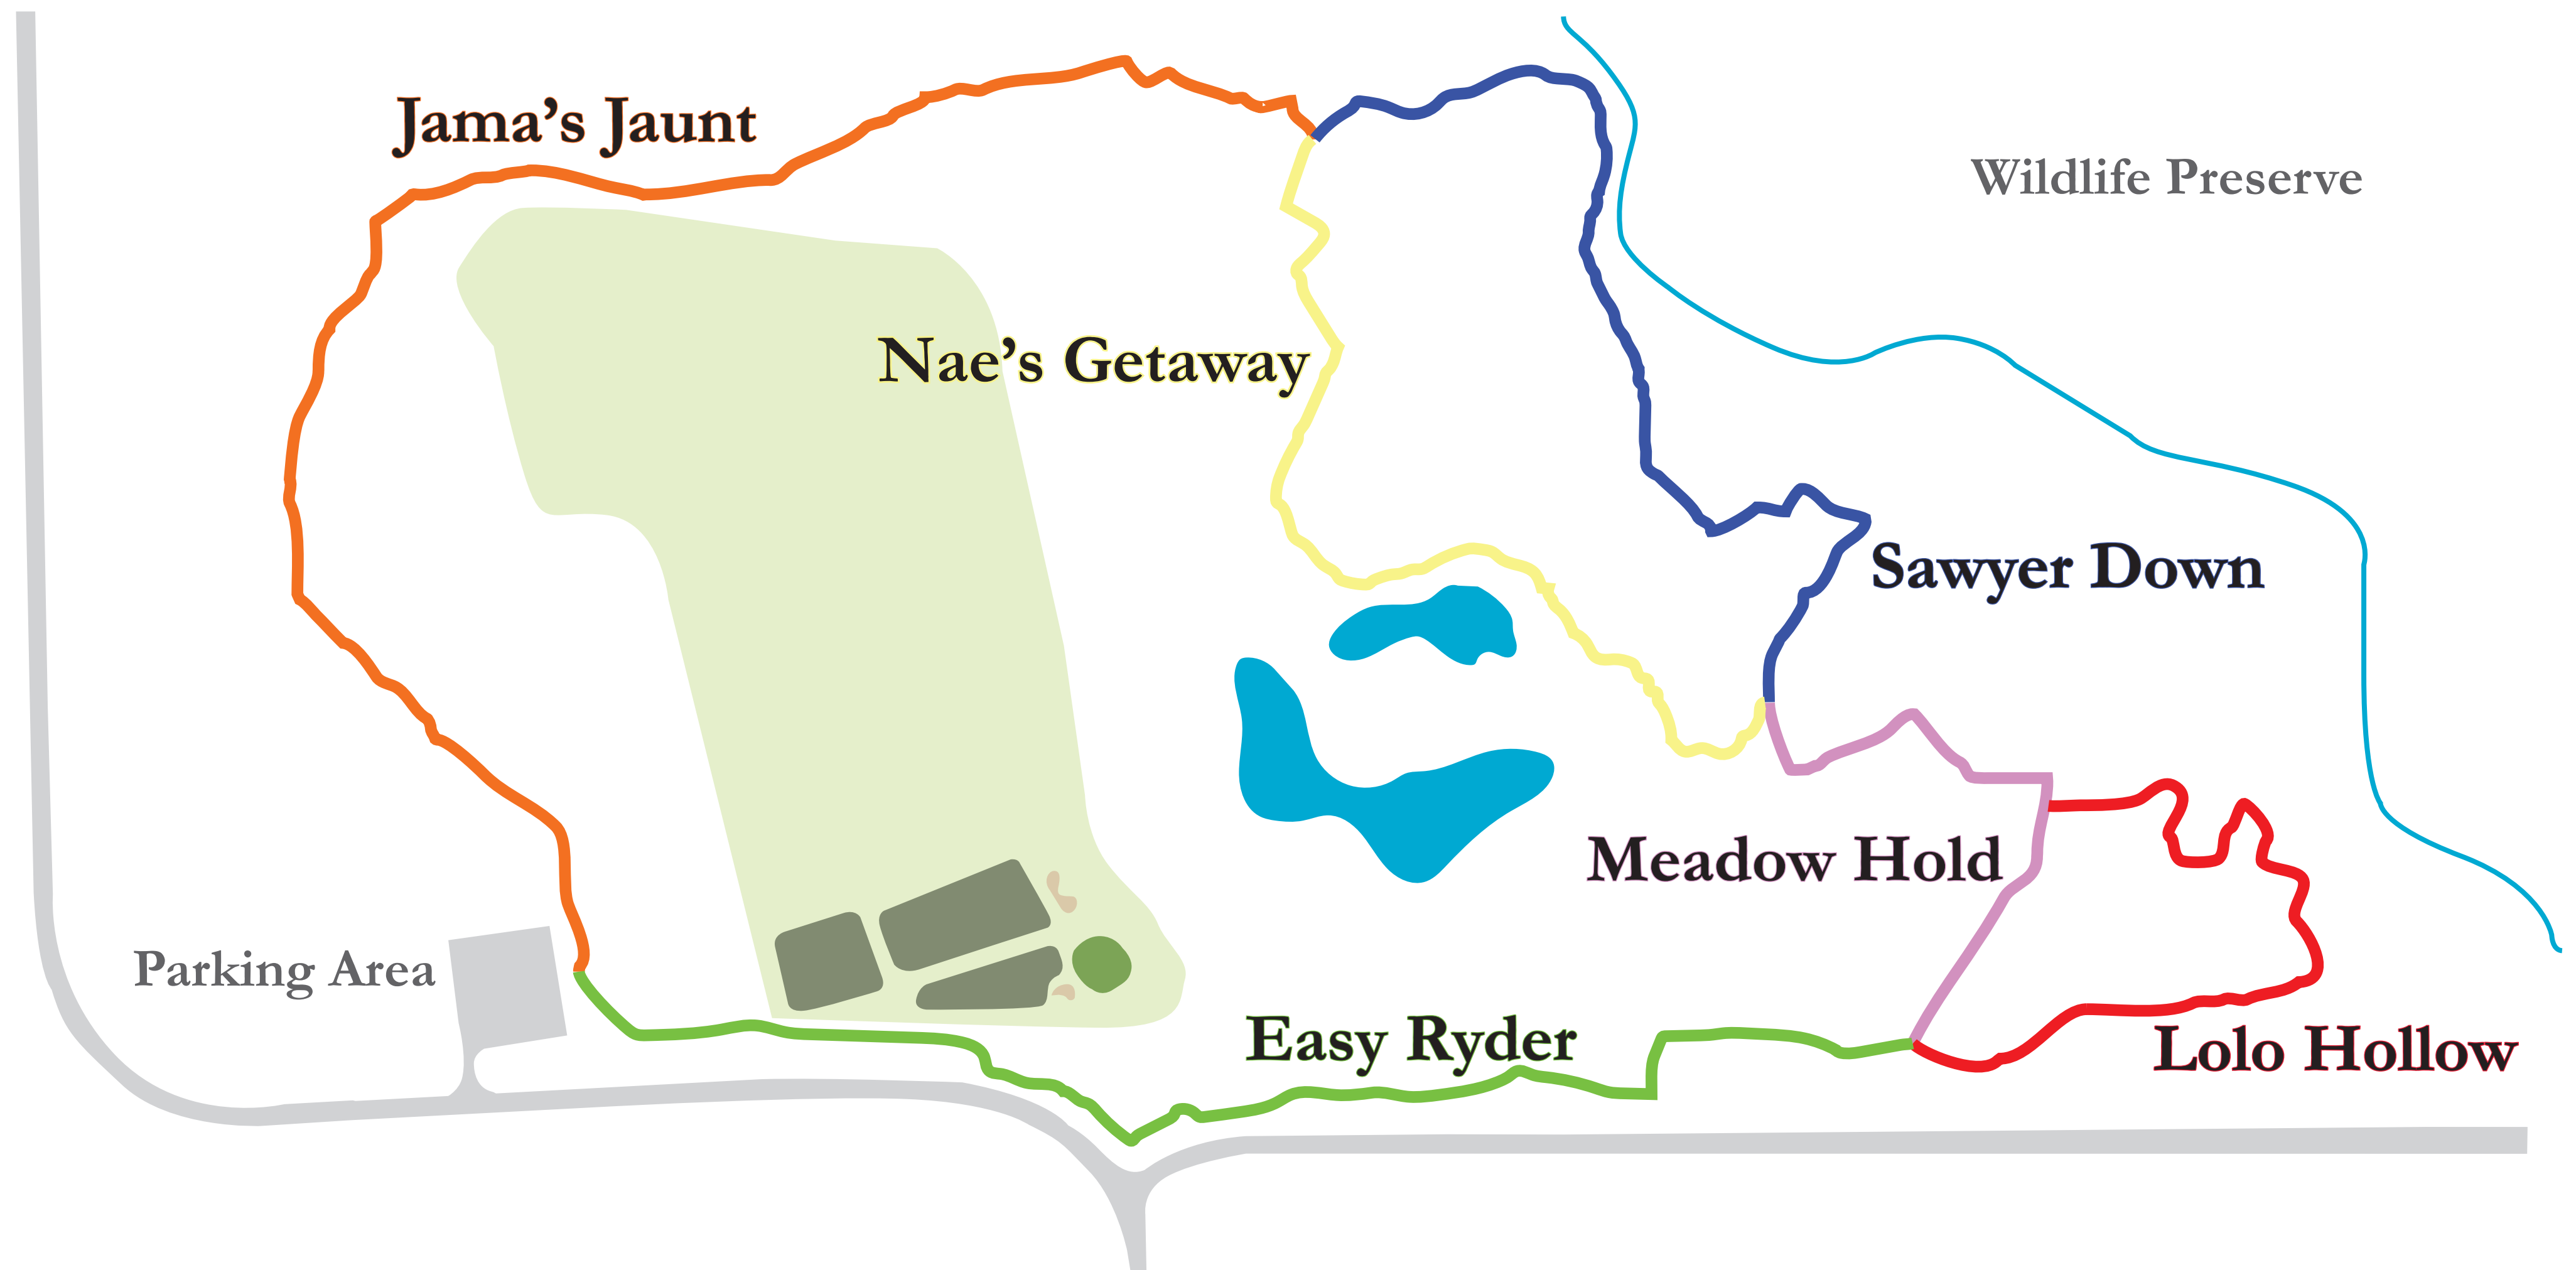 Jama’s Jaunt
Wildlife Preserve
Nae’s Getaway
Sawyer Down
Meadow Hold
Parking Area
Easy Ryder
Lolo Hollow